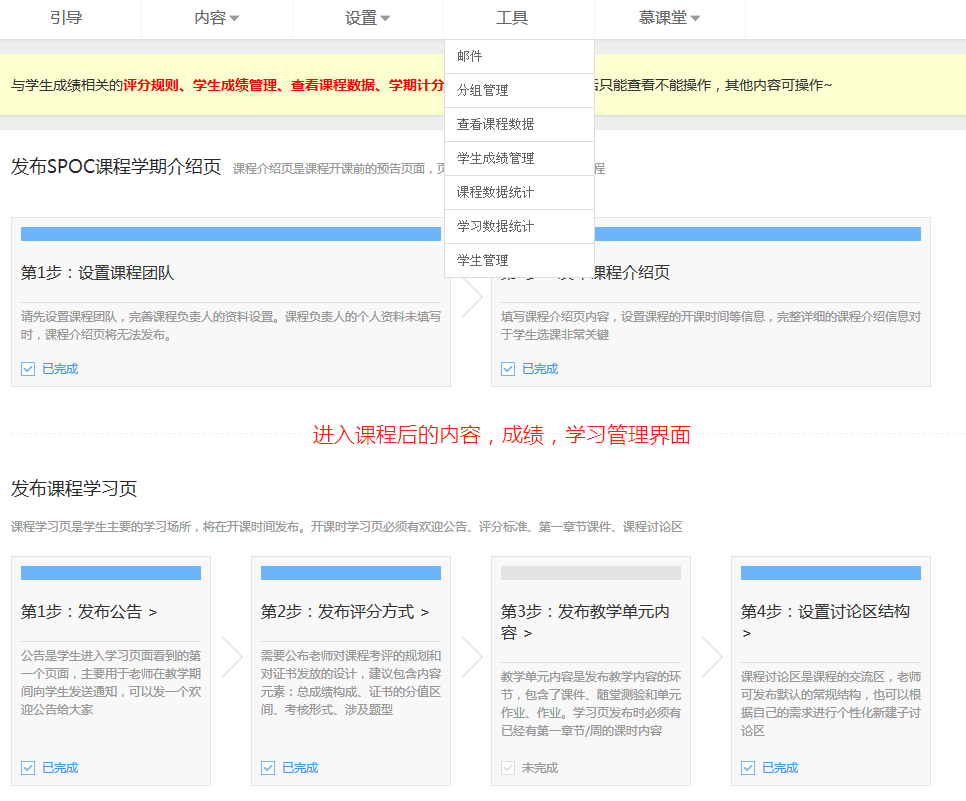 引导 内容 设置 工具 慕课堂
邮件
分组管理
查看课程数据
学生成绩管理
课程数据统计
学习数据统计
学生管理
与学生成绩相关的评分规则、学生成绩管理、查看课程数据、学期计分 后只能查看不能操作，其他内容可操作~
发布SPOC课程学期介绍页 课程介绍页是课程开课前的预告页面，页 程
第1步：设置课程团队
请先设置课程团队，完善课程负责人的资料设置。课程负责人的个人资料未填写
时，课程介绍页将无法发布。
已完成
课程介绍页
填写课程介绍页内容，设置课程的开课时间等信息，完整详细的课程介绍信息对
于学生选课非常关键
已完成
进入课程后的内容，成绩，学习管理界面
发布课程学习页
课程学习页是学生主要的学习场所，将在开课时间发布。开课时学习页必须有欢迎公告、评分标准、第一章节课件、课程讨论区
第1步：发布公告 >
公告是学生进入学习页面看到的第
一个页面，主要用于老师在教学期
间向学生发送通知，可以发一个欢
迎公告给大家
已完成
第2步：发布评分方式 >
需要公布老师对课程考评的规划和
对证书发放的设计，建议包含内容
元素：总成绩构成、证书的分值区
间、考核形式、涉及题型
已完成
第3步：发布教学单元内
容 >
教学单元内容是发布教学内容的环
节，包含了课件、随堂测验和单元
作业、作业。学习页发布时必须有
已经有第一章节/周的课时内容
未完成
第4步：设置讨论区结构
>
课程讨论区是课程的交流区，老师
可发布默认的常规结构，也可以根
据自己的需求进行个性化新建子讨
论区
已完成